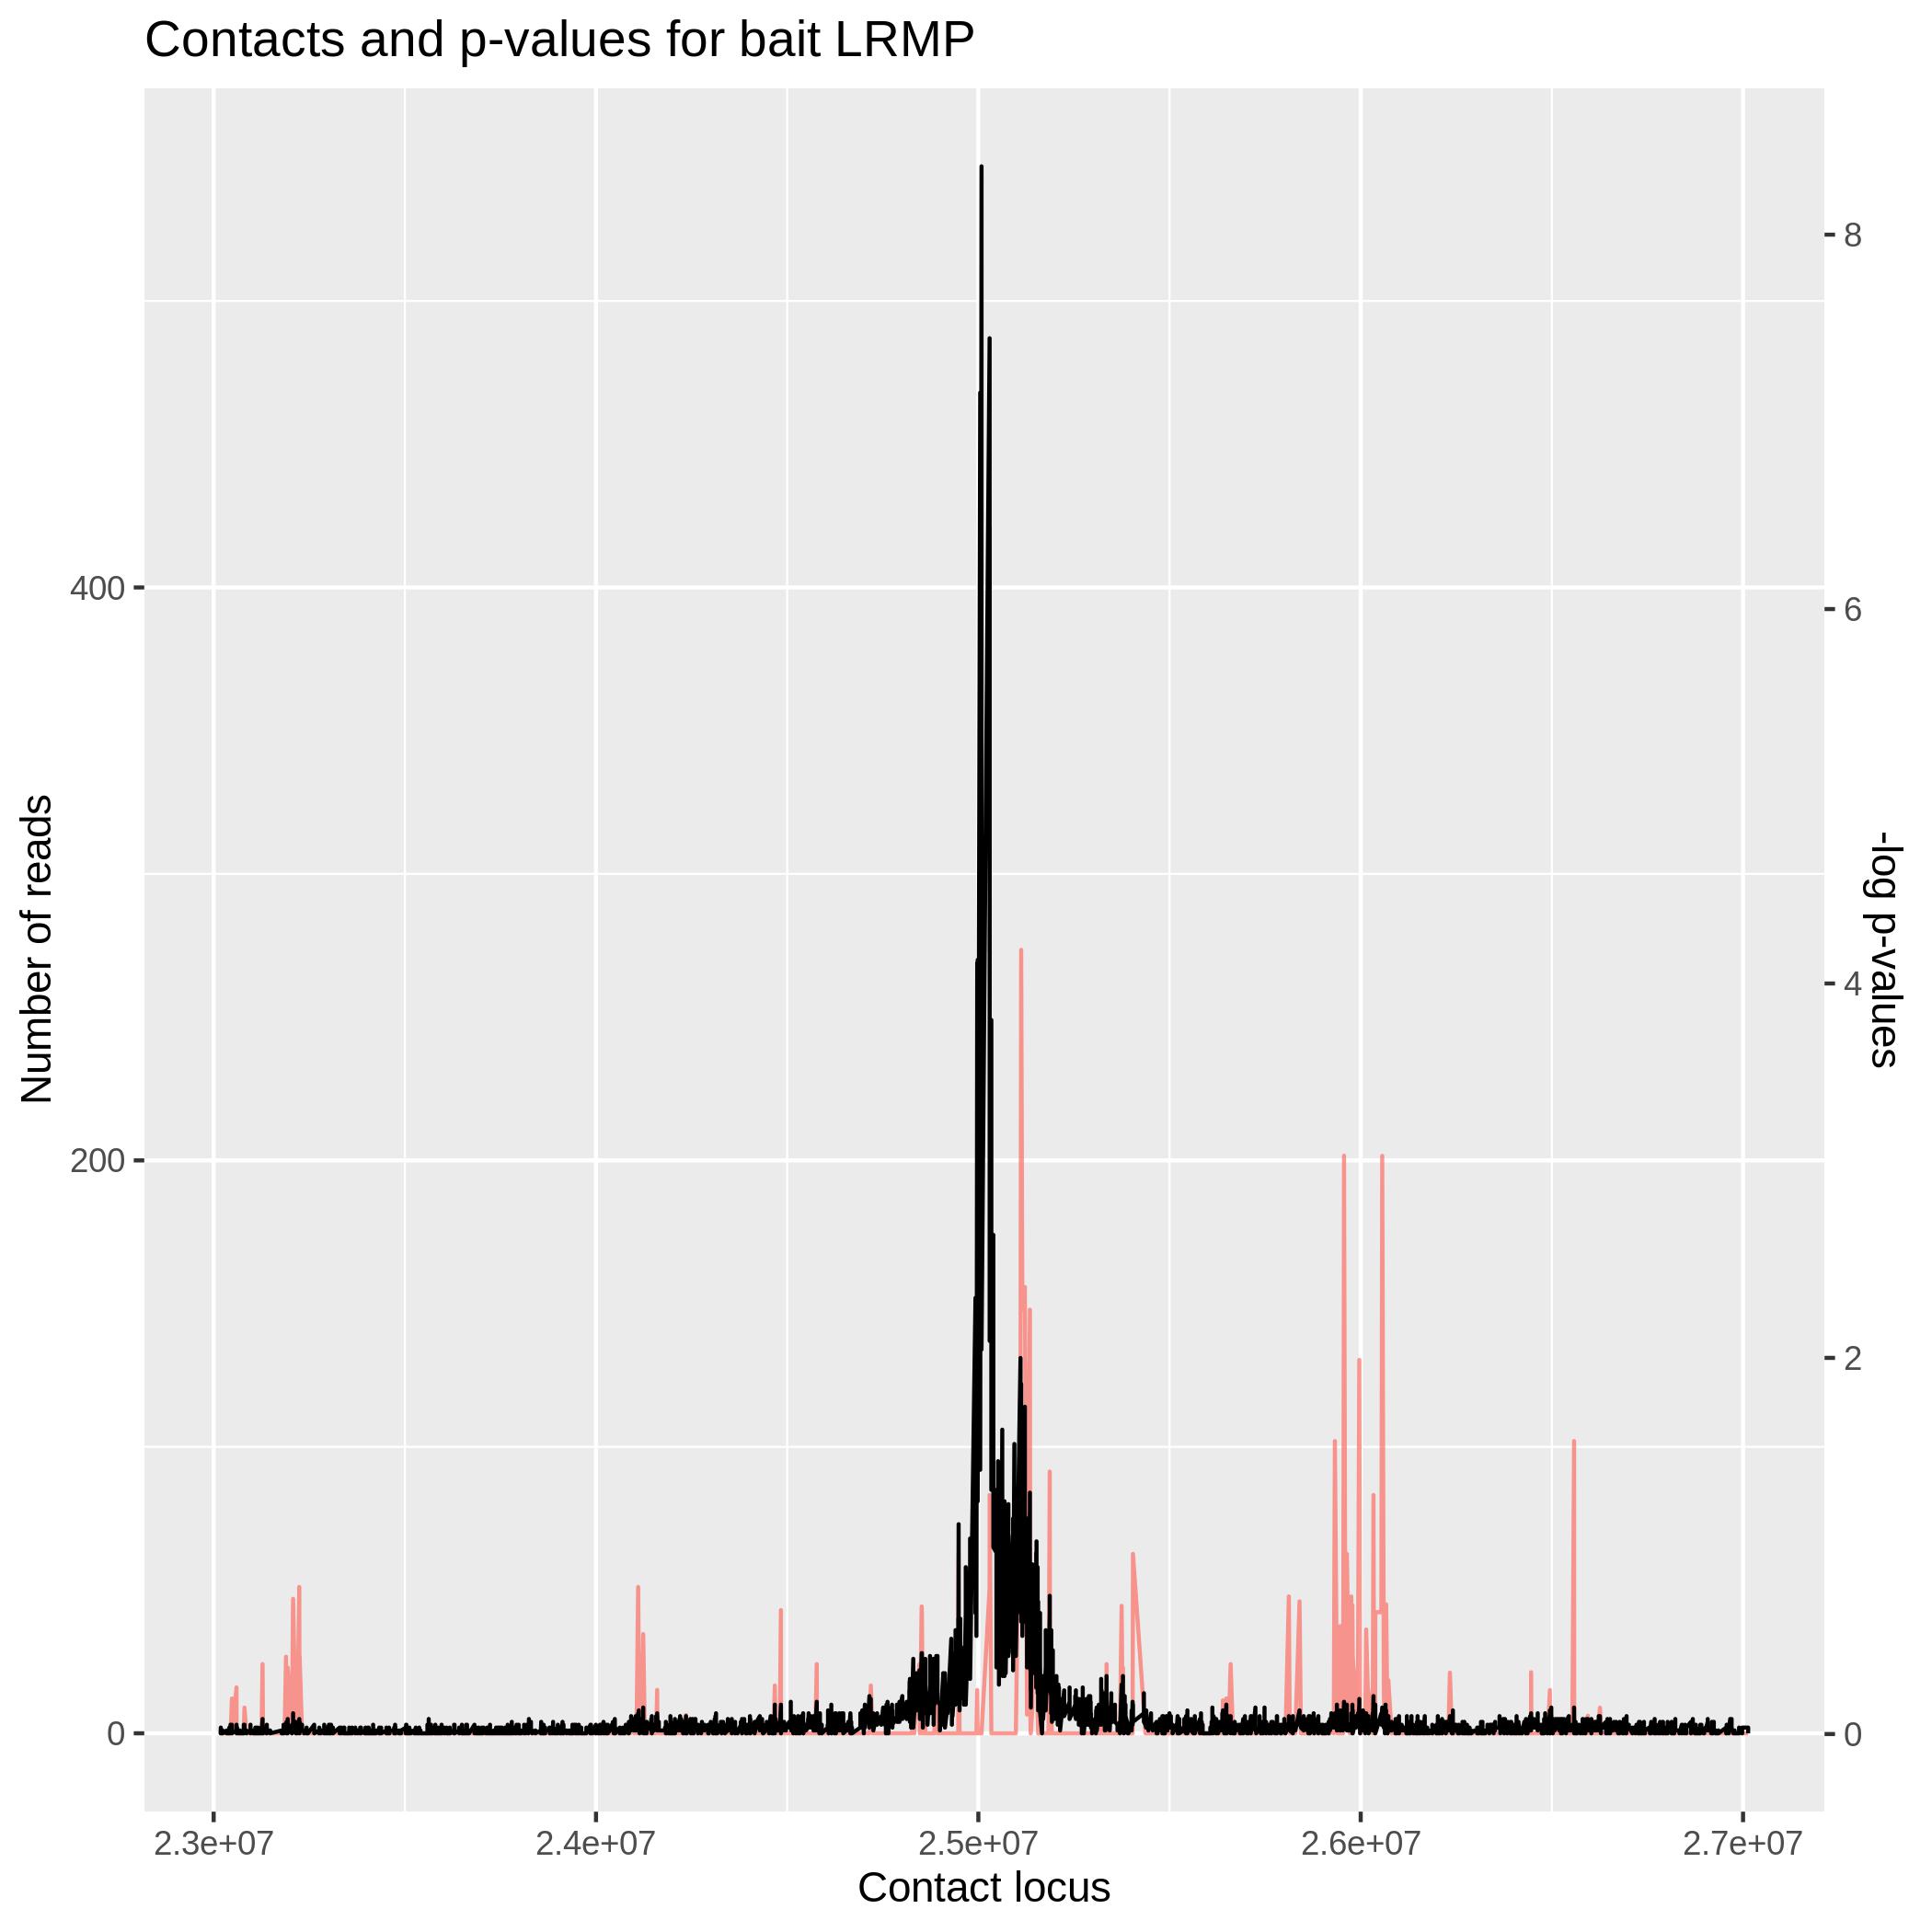 Contacts and p-values for bait LRMP
Number of reads
400
200
0
8
6
4
2
0
-log p-values
2.3e+07
2.4e+07
2.5e+07
2.6e+07
2.7e+07
Contact locus